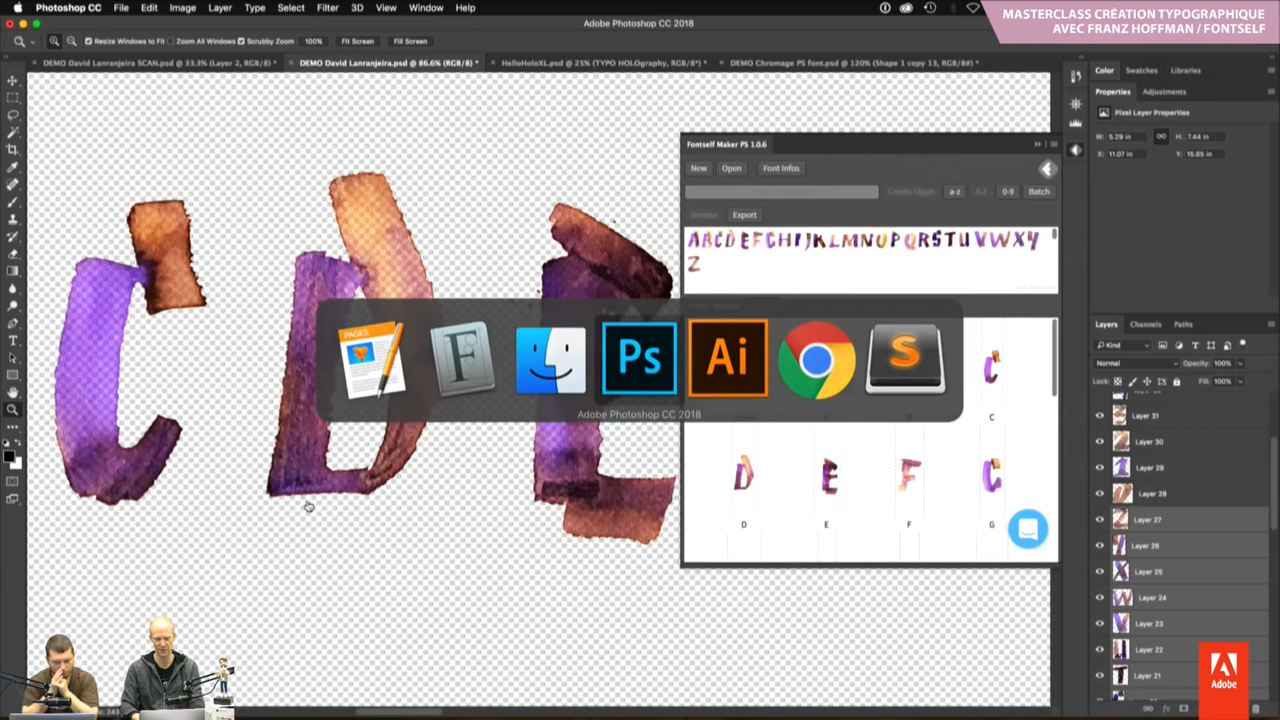 Photoshop CC File Edit Image Layer Type Select Filter 3D View Window Help
MASTERCLASS CRÉATION TYPOGRAPHIQUE
AVEC FRANZ HOFFMAN / FONTSELF
Adobe Photoshop CC 2018
Resize Windows to Fit Zoom All Windows Scrubby Zoom 100% Fit Screen Fill Screen
DEMO David Lanranjeira SCAN.psd @ 33.3% (Layer 2, RGB/8) *
DEMO David Lanranjeira.psd @ 86.6% (RGB/8) *
HelloHoloXL.psd @ 25% (TYPO HOLOgraphy, RGB/8*) *
DEMO Chromage PS font.psd @ 120% (Shape 1 copy 13, RGB/8#) *
Color Swatches Libraries
Properties Adjustments
Pixel Layer Properties
W: 5.29 in H: 7.44 in
X: 11.07 in Y: 15.85 in
C D E
Fontself Maker PS 1.0.6
New Open Font Infos
Create Glyph a-z A-Z 0-9 Batch
Browse Export
ABCDEFCHIJKLMNOPQRSTUVWXY
Z
PAGES F Ps Ai S
Adobe Photoshop CC 2018
C
C
D E F C
D E F G
Layers Channels Paths
Kind
Normal Opacity: 100%
Lock: Fill: 100%
Layer 31
Layer 30
Layer 29
Layer 28
Layer 27
Layer 26
Layer 25
Layer 24
Layer 23
Layer 22
Layer 21
Adobe